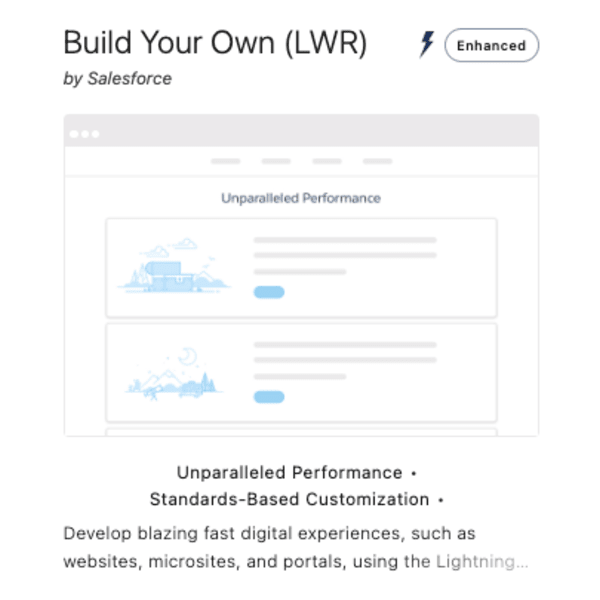 Build Your Own (LWR)
Enhanced
by Salesforce
Unparalleled Performance
Unparalleled Performance •
Standards-Based Customization •
Develop blazing fast digital experiences, such as
websites, microsites, and portals, using the Lightning...